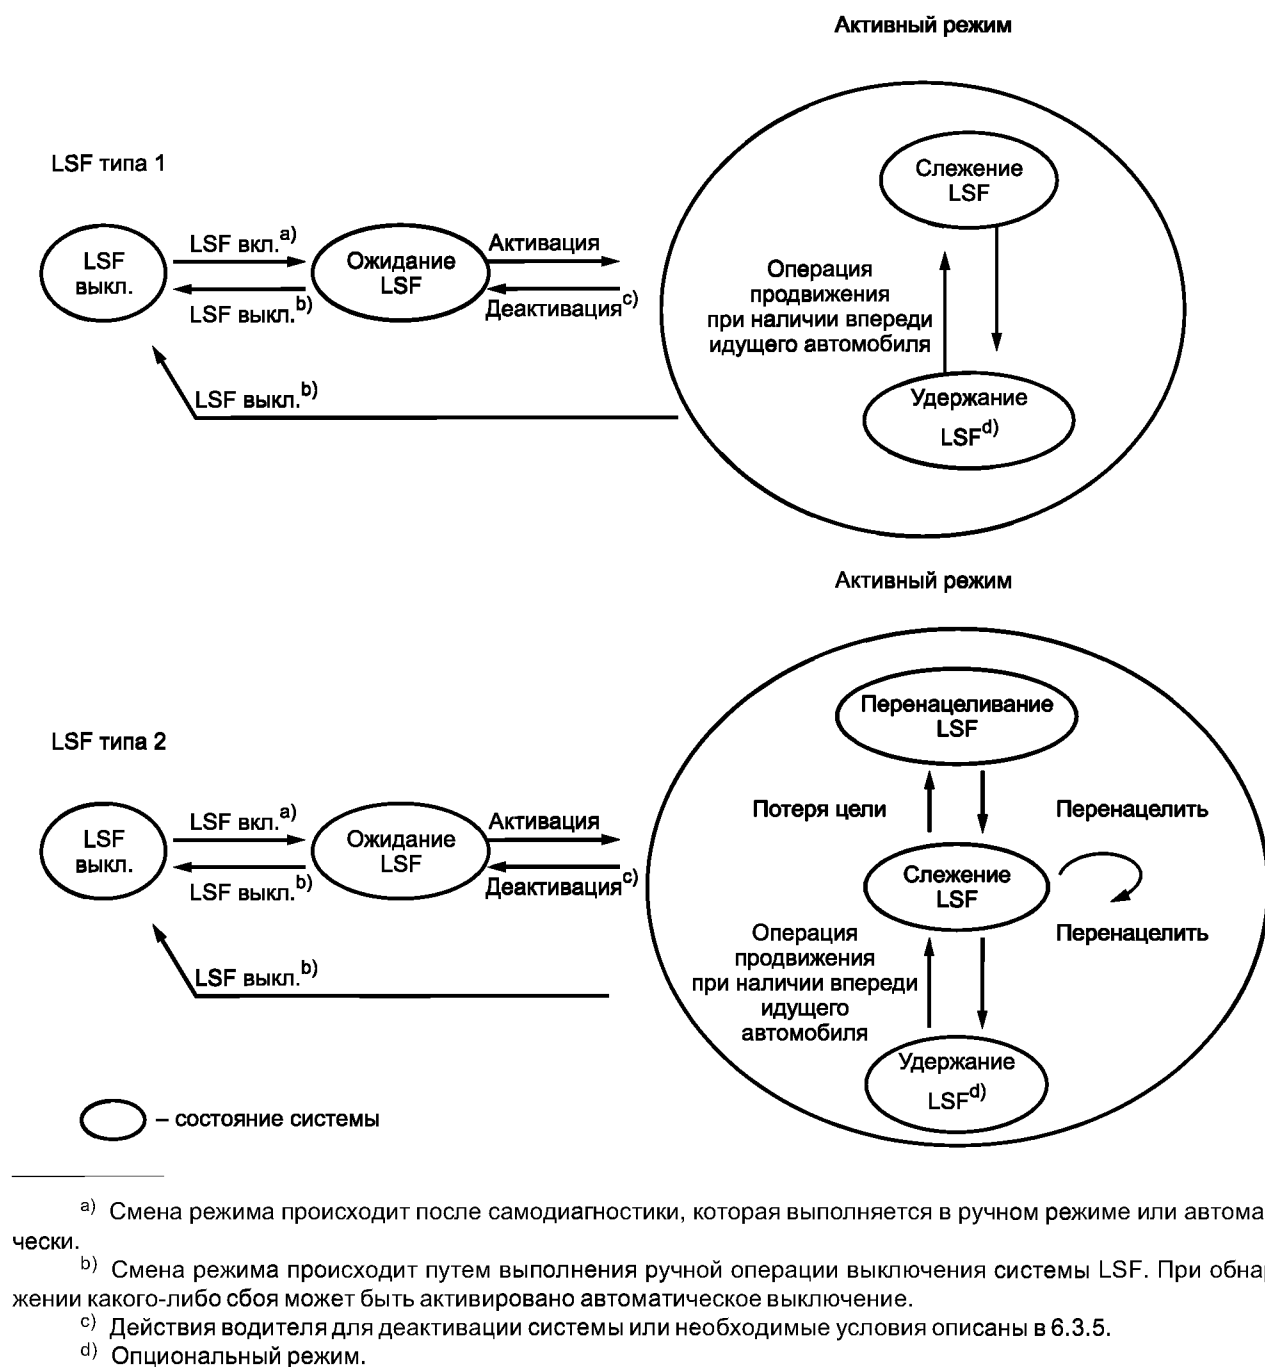 Активный режим
LSF типа 1
Слежение
LSF
LSF
выкл.
LSF вкл.a)
LSF выкл.b)
Ожидание
LSF
Активация
Деактивация c)
Операция
продвижения
при наличии впереди
идущего автомобиля
LSF выкл.b)
Удержание
LSF d)
Активный режим
LSF типа 2
Перенацеливание
LSF
Потеря цели
Перенацелить
LSF
выкл.
LSF вкл.a)
LSF выкл.b)
Ожидание
LSF
Активация
Деактивация c)
Слежение
LSF
Перенацелить
Операция
продвижения
при наличии впереди
идущего
автомобиля
LSF выкл.b)
Удержание
LSF d)
– состояние системы
a) Смена режима происходит после самодиагностики, которая выполняется в ручном режиме или автома
чески.
b) Смена режима происходит путем выполнения ручной операции выключения системы LSF. При обна
жении какого-либо сбоя может быть активировано автоматическое выключение.
c) Действия водителя для деактивации системы или необходимые условия описаны в 6.3.5.
d) Опциональный режим.